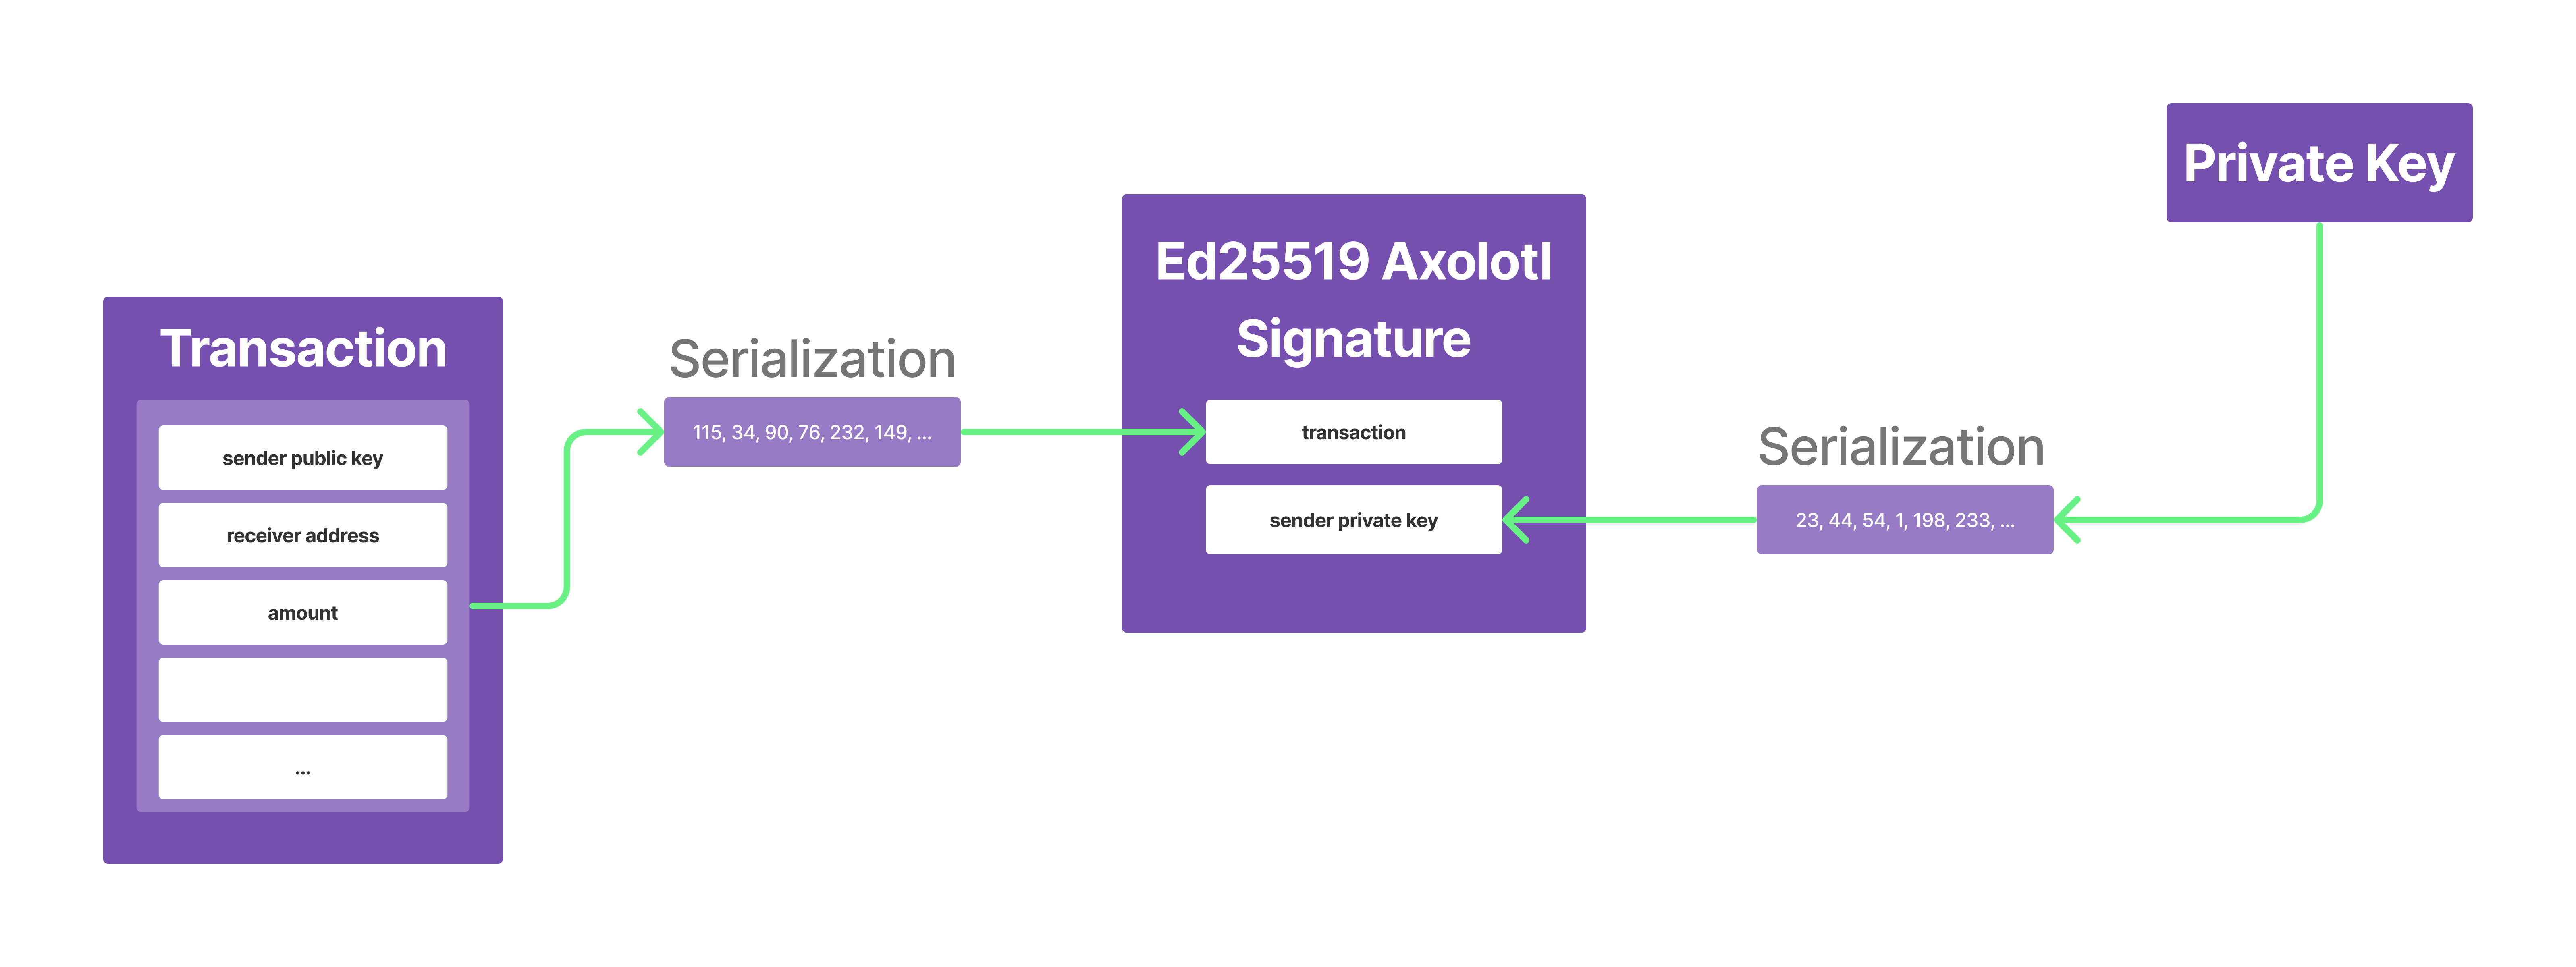 Transaction
sender public key
receiver address
amount
...
Serialization
115, 34, 90, 76, 232, 149, ...
Ed25519 Axolotl
Signature
transaction
sender private key
Serialization
23, 44, 54, 1, 198, 233, ...
Private Key